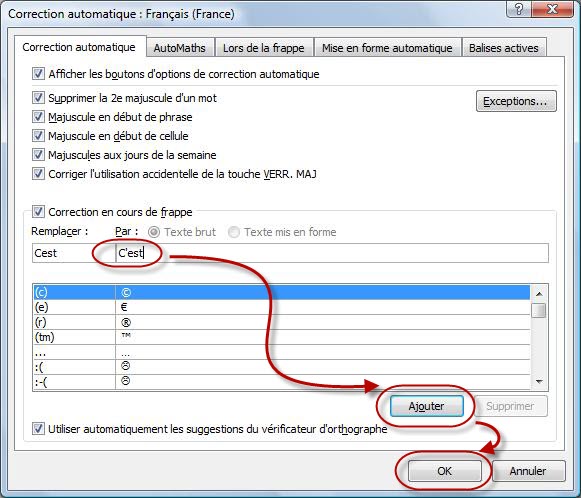 Correction automatique : Français (France)
Correction automatique AutoMaths Lors de la frappe Mise en forme automatique Balises actives
Afficher les boutons d'options de correction automatique
Supprimer la 2e majuscule d'un mot
Exceptions...
Majuscule en début de phrase
Majuscule en début de cellule
Majuscules aux jours de la semaine
Corriger l'utilisation accidentelle de la touche VERR. MAJ
Correction en cours de frappe
Remplacer : Par : Texte brut Texte mis en forme
Cest C'est
(c) ©
(e) €
(r) ®
(tm) ™
... …
:( ☹
:-( ☹
Ajouter Supprimer
Utiliser automatiquement les suggestions du vérificateur d'orthographe
OK Annuler